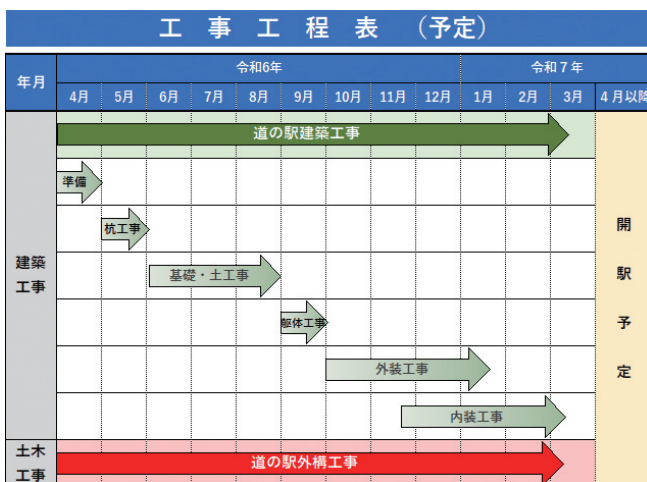 工事工程表（予定）
年月
令和6年
令和７年
4月 5月 6月 7月 8月 9月 10月 11月 12月 1月 2月 3月 4月以降
建築
工事
道の駅建築工事
準備
杭工事
基礎・土工事
躯体工事
外装工事
内装工事
開
駅
予
定
土木
工事
道の駅外構工事